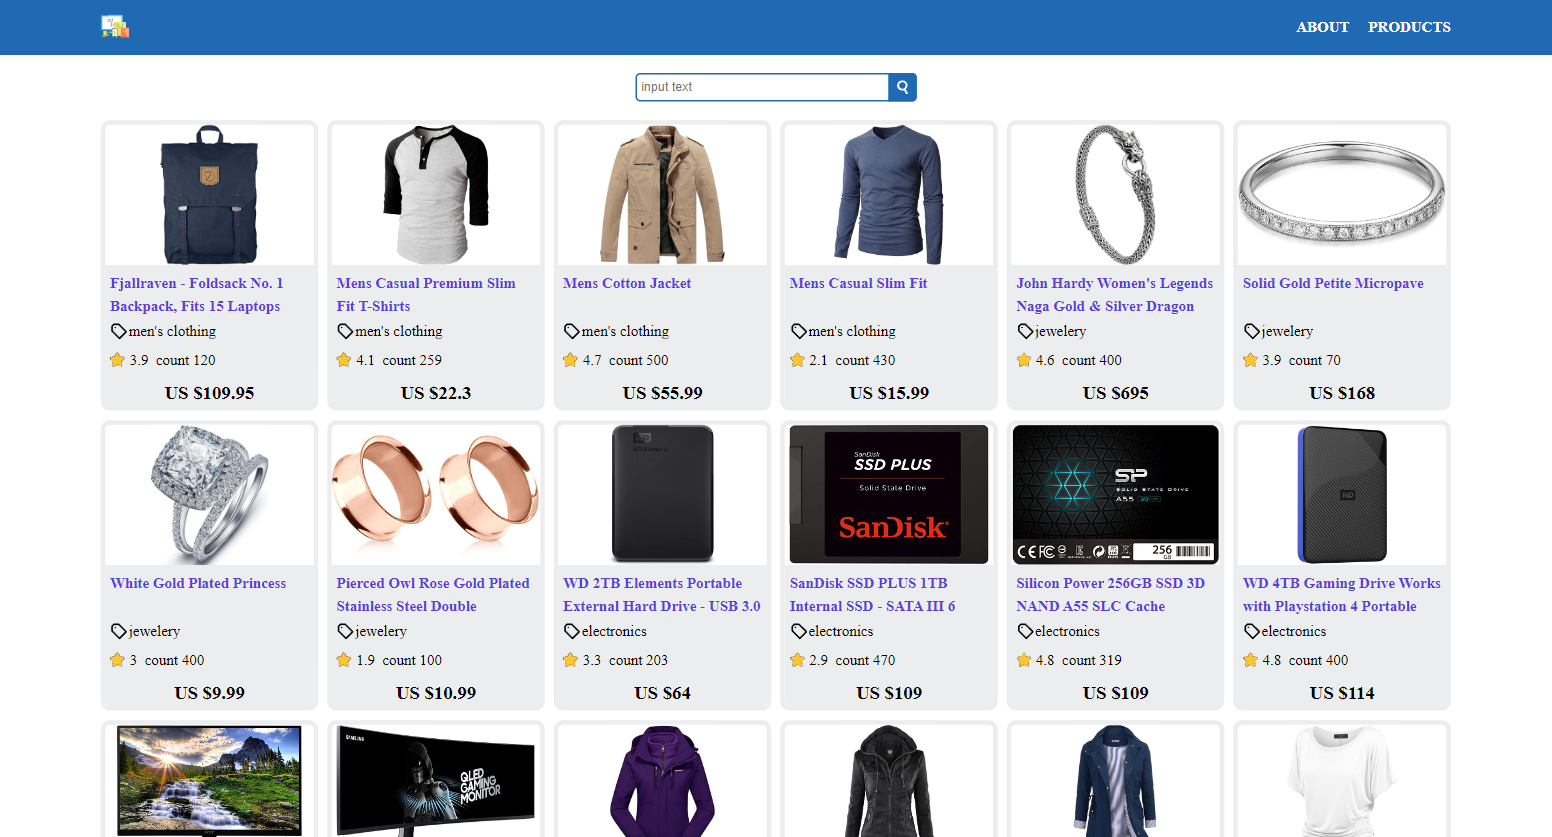 ABOUT PRODUCTS
input text
Fjallraven - Foldsack No. 1
Backpack, Fits 15 Laptops
men's clothing
3.9 count 120
US $109.95
Mens Casual Premium Slim
Fit T-Shirts
men's clothing
4.1 count 259
US $22.3
Mens Cotton Jacket
men's clothing
4.7 count 500
US $55.99
Mens Casual Slim Fit
men's clothing
2.1 count 430
US $15.99
John Hardy Women's Legends
Naga Gold & Silver Dragon
jewelery
4.6 count 400
US $695
Solid Gold Petite Micropave
jewelery
3.9 count 70
US $168
White Gold Plated Princess
jewelery
3 count 400
US $9.99
Pierced Owl Rose Gold Plated
Stainless Steel Double
jewelery
1.9 count 100
US $10.99
WD Elements
WD 2TB Elements Portable
External Hard Drive - USB 3.0
electronics
3.3 count 203
US $64
SanDisk
SSD PLUS
Solid State Drive
SanDisk
SanDisk SSD PLUS 1TB
Internal SSD - SATA III 6
electronics
2.9 count 470
US $109
SP
SOLID STATE DRIVE
A55
256
GB
Silicon Power 256GB SSD 3D
NAND A55 SLC Cache
electronics
4.8 count 319
US $109
WD
WD 4TB Gaming Drive Works
with Playstation 4 Portable
electronics
4.8 count 400
US $114
SAMSUNG
QLED
GAMING
MONITOR